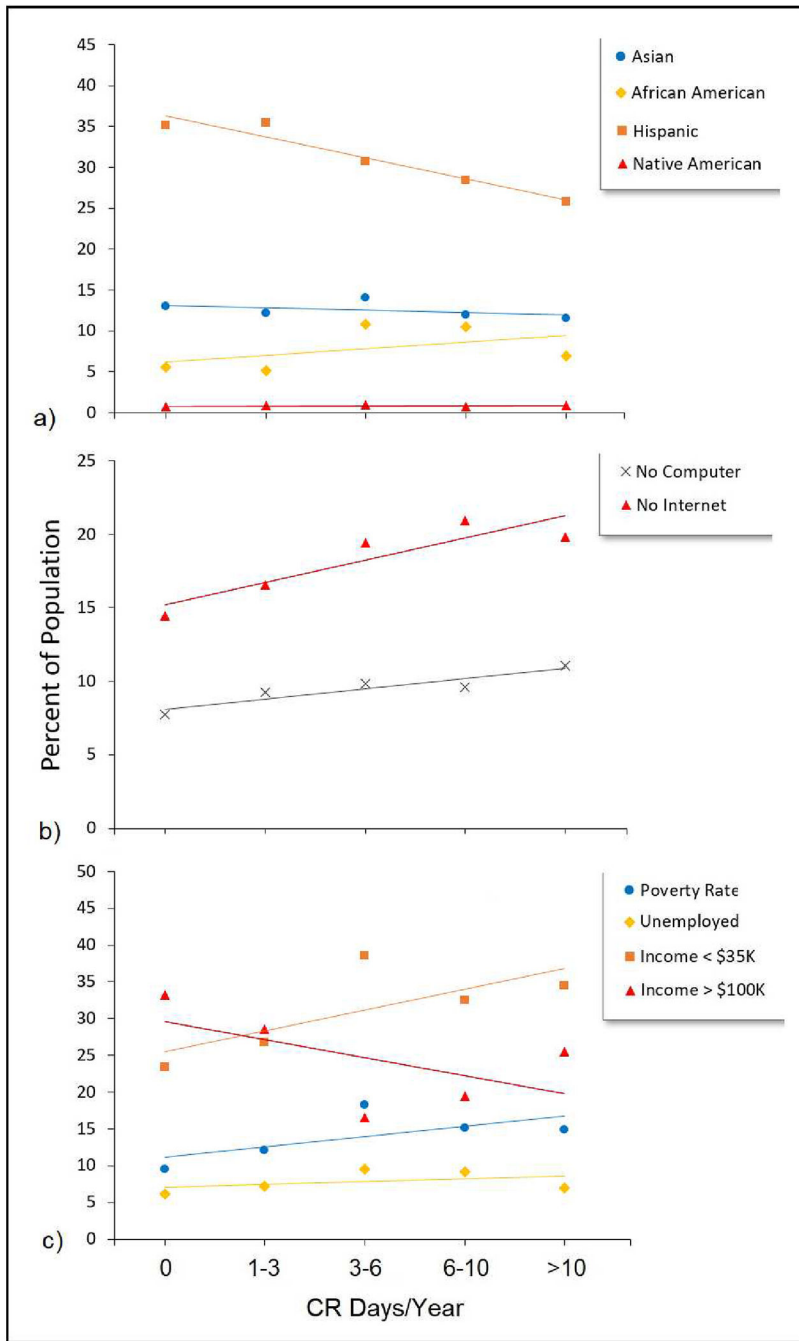 45
40
35
30
25
20
15
10
5
0
Asian
African American
Hispanic
Native American
a)
25
20
15
10
5
0
No Computer
No Internet
b)
Percent of Population
50
45
40
35
30
25
20
15
10
5
0
Poverty Rate
Unemployed
Income < $35K
Income > $100K
c)
0 1-3 3-6 6-10 >10
CR Days/Year